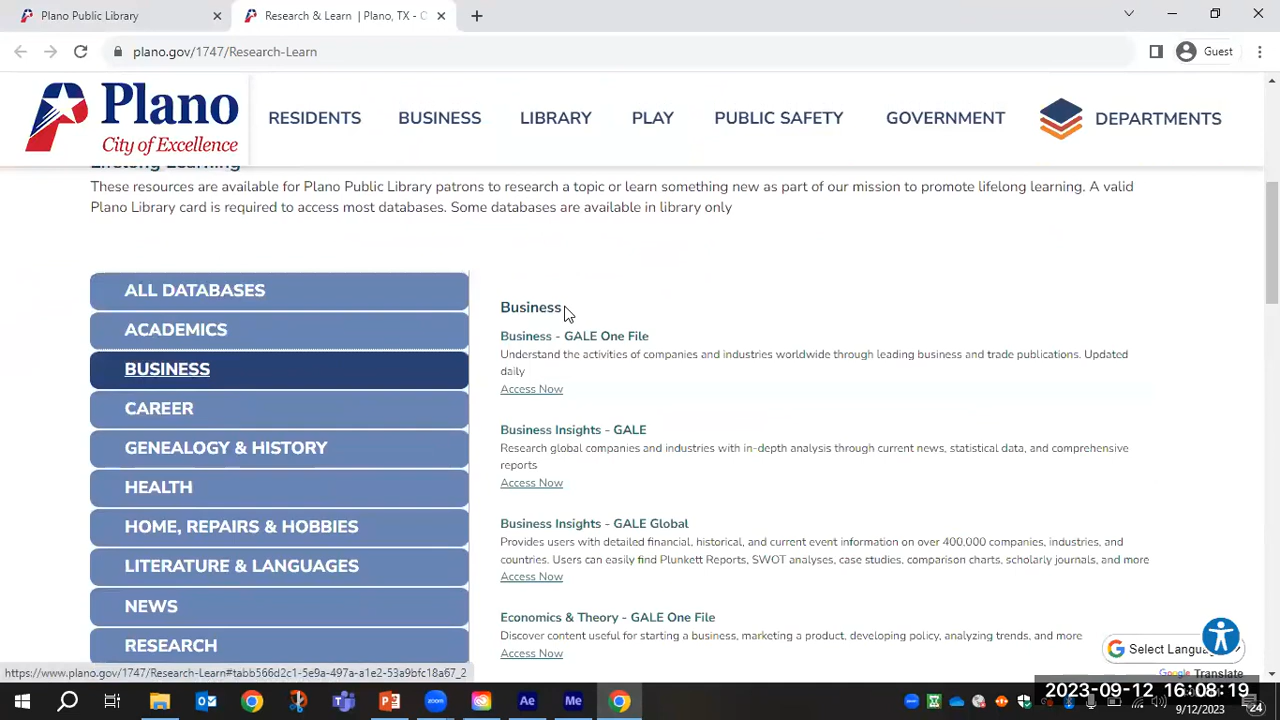 Plano Public Library
Research & Learn | Plano, TX - C
plano.gov/1747/Research-Learn
Guest
Plano
City of Excellence
RESIDENTS
BUSINESS
LIBRARY
PLAY
PUBLIC SAFETY
GOVERNMENT
DEPARTMENTS
Lifelong Learning
These resources are available for Plano Public Library patrons to research a topic or learn something new as part of our mission to promote lifelong learning. A valid
Plano Library card is required to access most databases. Some databases are available in library only
ALL DATABASES
ACADEMICS
BUSINESS
CAREER
GENEALOGY & HISTORY
HEALTH
HOME, REPAIRS & HOBBIES
LITERATURE & LANGUAGES
NEWS
RESEARCH
Business
Business - GALE One File
Understand the activities of companies and industries worldwide through leading business and trade publications. Updated
daily
Access Now
Business Insights - GALE
Research global companies and industries with in-depth analysis through current news, statistical data, and comprehensive
reports
Access Now
Business Insights - GALE Global
Provides users with detailed financial, historical, and current event information on over 400,000 companies, industries, and
countries. Users can easily find Plunkett Reports, SWOT analyses, case studies, comparison charts, scholarly journals, and more
Access Now
Economics & Theory - GALE One File
Discover content useful for starting a business, marketing a product, developing policy, analyzing trends, and more
Access Now
Select Langua
Google Translate
https://www.plano.gov/1747/Research-Learn#tabb566d2c1-5e9a-497a-a1e2-53a9bfc18a67_2
zoom
Ae
Me
2023-09-12 16:08:19
9/12/2023
24